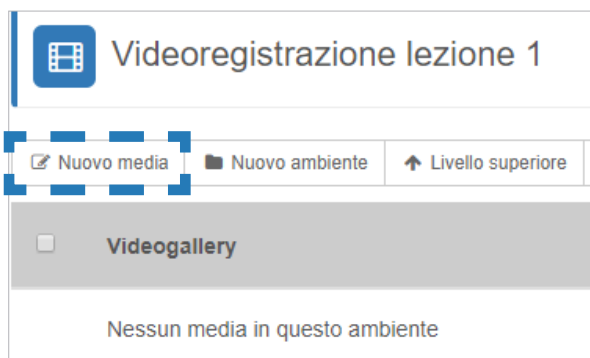 Videoregistrazione lezione 1
Nuovo media Nuovo ambiente Livello superiore
Videogallery
Nessun media in questo ambiente